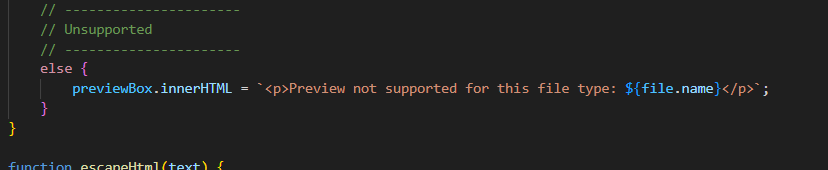 // ----------------------
// Unsupported
// ----------------------
else {
previewBox.innerHTML = `<p>Preview not supported for this file type: ${file.name}</p>`;
}
}
function escapeHtml(text) {